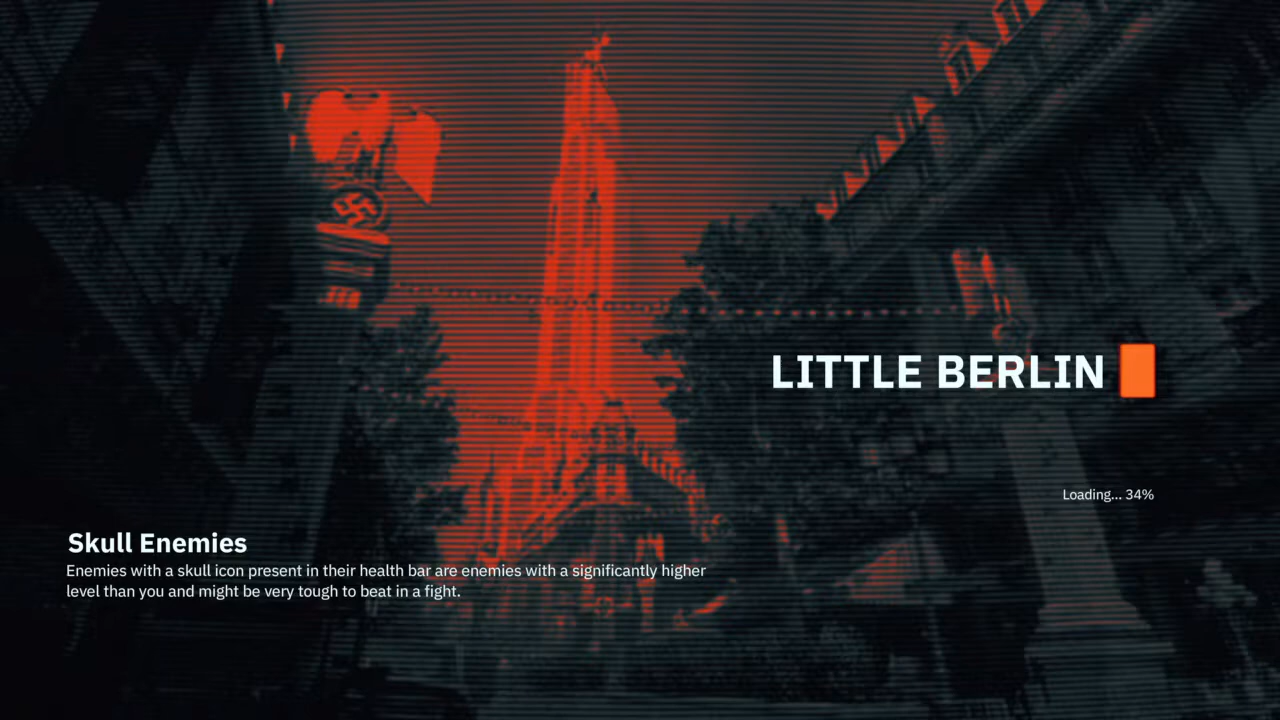 LITTLE BERLIN
Loading... 34%
Skull Enemies
Enemies with a skull icon present in their health bar are enemies with a significantly higher
level than you and might be very tough to beat in a fight.